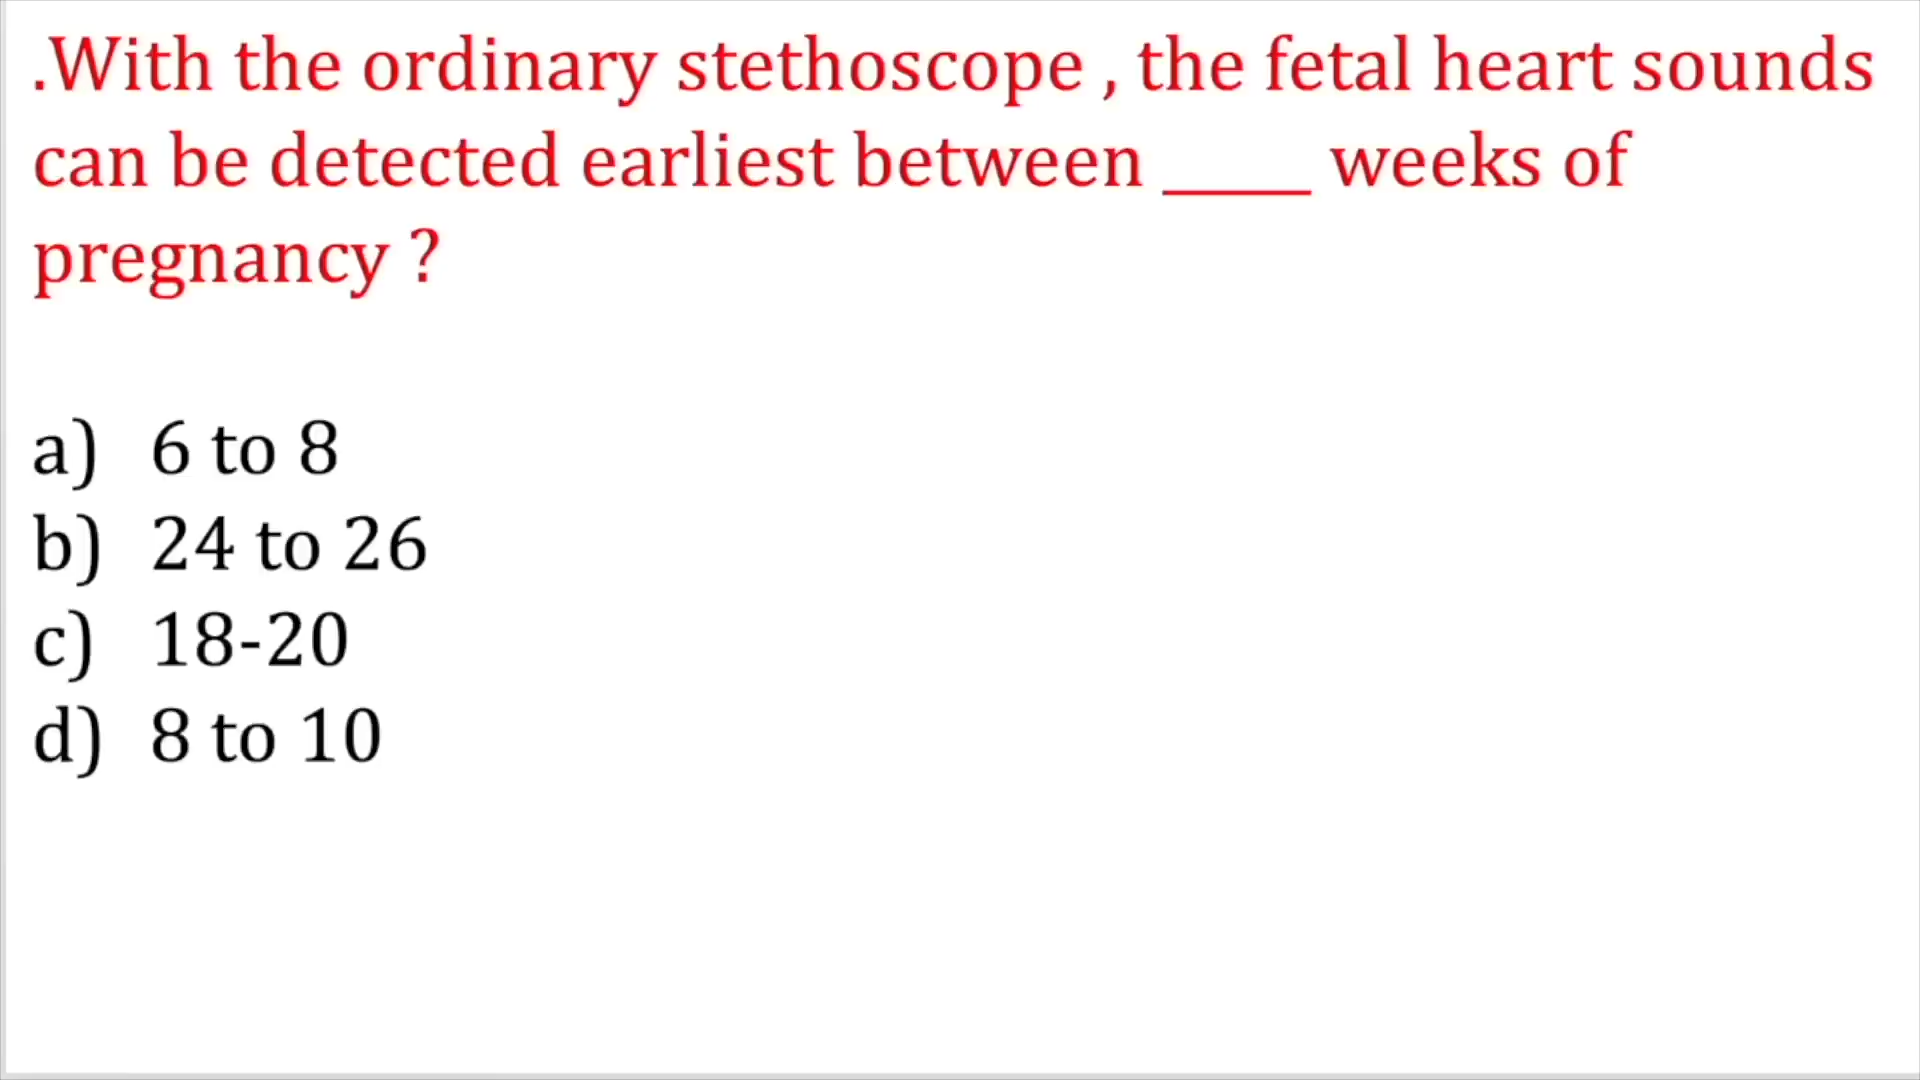 .With the ordinary stethoscope , the fetal heart sounds
can be detected earliest between _____ weeks of
pregnancy ?
a) 6 to 8
b) 24 to 26
c) 18-20
d) 8 to 10